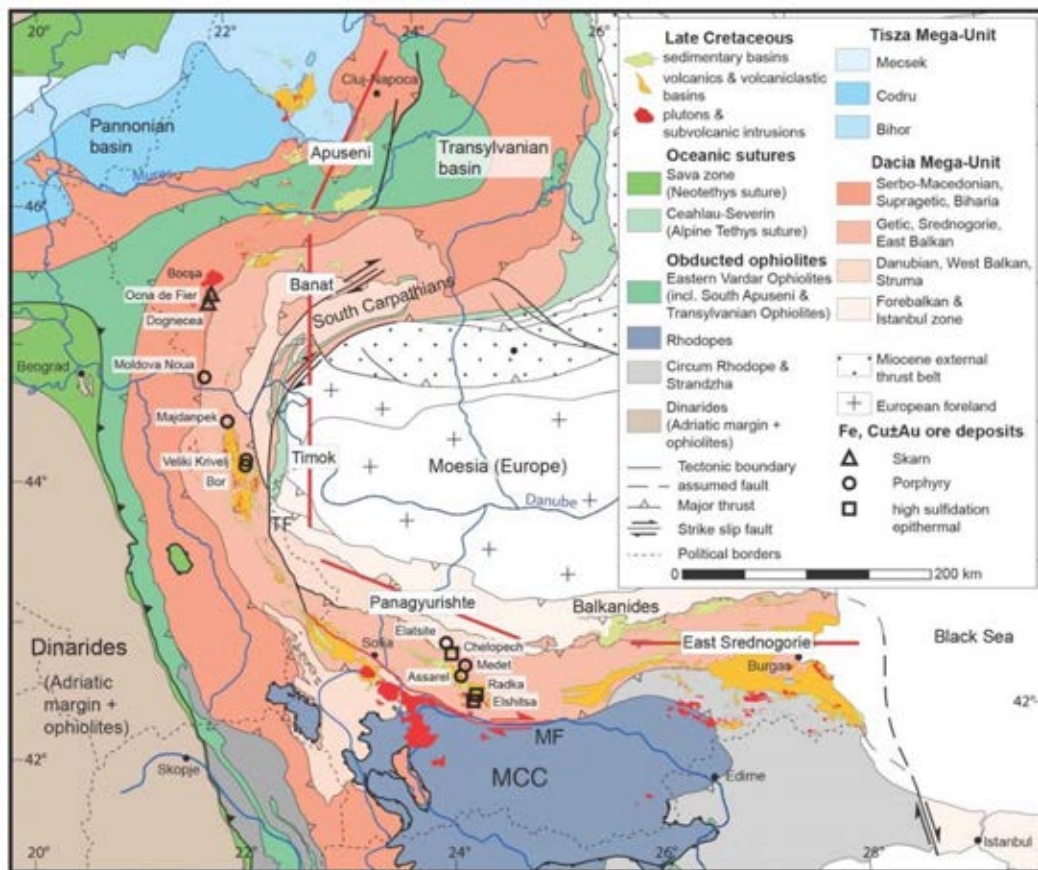 20°
22°
24°
26°
Cluj-Napoca
Pannonian
basin
Apuseni
Transylvanian
basin
Mureş
46°
46°
Bocşa
Ocna de Fier
Dognecea
Banat
South Carpathians
Moldova Noua
Beograd
Majdanpek
Veliki Krivelj
Bor
Timok
Moesia (Europe)
Danube
44°
TF
Panagyurishte
Balkanides
Elatsite
Sofia
Chelopech
Medet
Assarel
Radka
Elshitsa
East Srednogorie
Burgas
Black Sea
Dinarides
(Adriatic
margin +
ophiolites)
42°
42°
MF
MCC
Skopje
Edirne
Istanbul
20°
22°
24°
26°
28°
Late Cretaceous
sedimentary basins
volcanics & volcaniclastic
basins
plutons &
subvolcanic intrusions
Oceanic sutures
Sava zone
(Neotethys suture)
Ceahlau-Severin
(Alpine Tethys suture)
Obducted ophiolites
Eastern Vardar Ophiolites
(incl. South Apuseni &
Transylvanian Ophiolites)
Rhodopes
Circum Rhodope &
Strandzha
Dinarides
(Adriatic margin +
ophiolites)
Tectonic boundary
assumed fault
Major thrust
Strike slip fault
Political borders
Tisza Mega-Unit
Mecsek
Codru
Bihor
Dacia Mega-Unit
Serbo-Macedonian,
Supragetic, Biharia
Getic, Srednogorie,
East Balkan
Danubian, West Balkan,
Struma
Forebalkan &
Istanbul zone
Miocene external
thrust belt
European foreland
Fe, Cu±Au ore deposits
Skarn
Porphyry
high sulfidation
epithermal
0
200 km